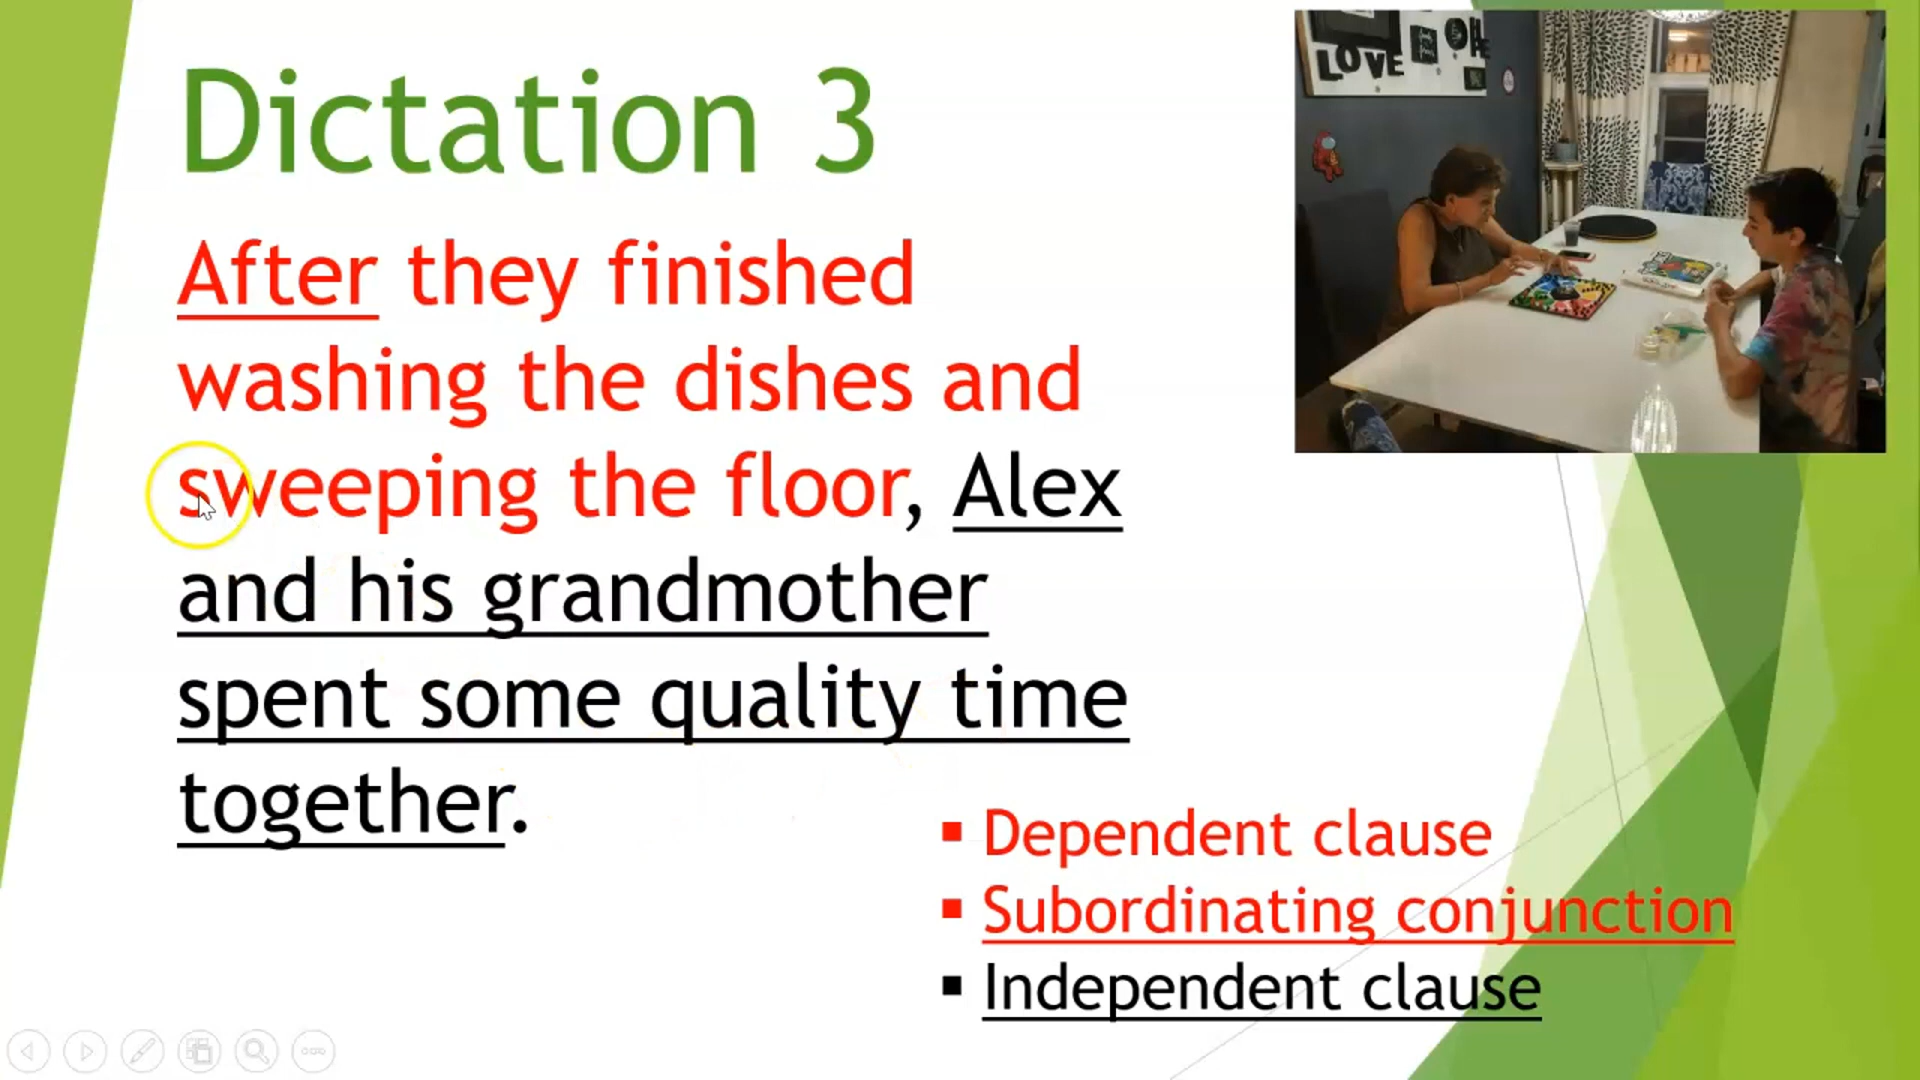 Dictation 3
After they finished
washing the dishes and
sweeping the floor, Alex
and his grandmother
spent some quality time
together.
LOVE
▪ Dependent clause
▪ Subordinating conjunction
▪ Independent clause